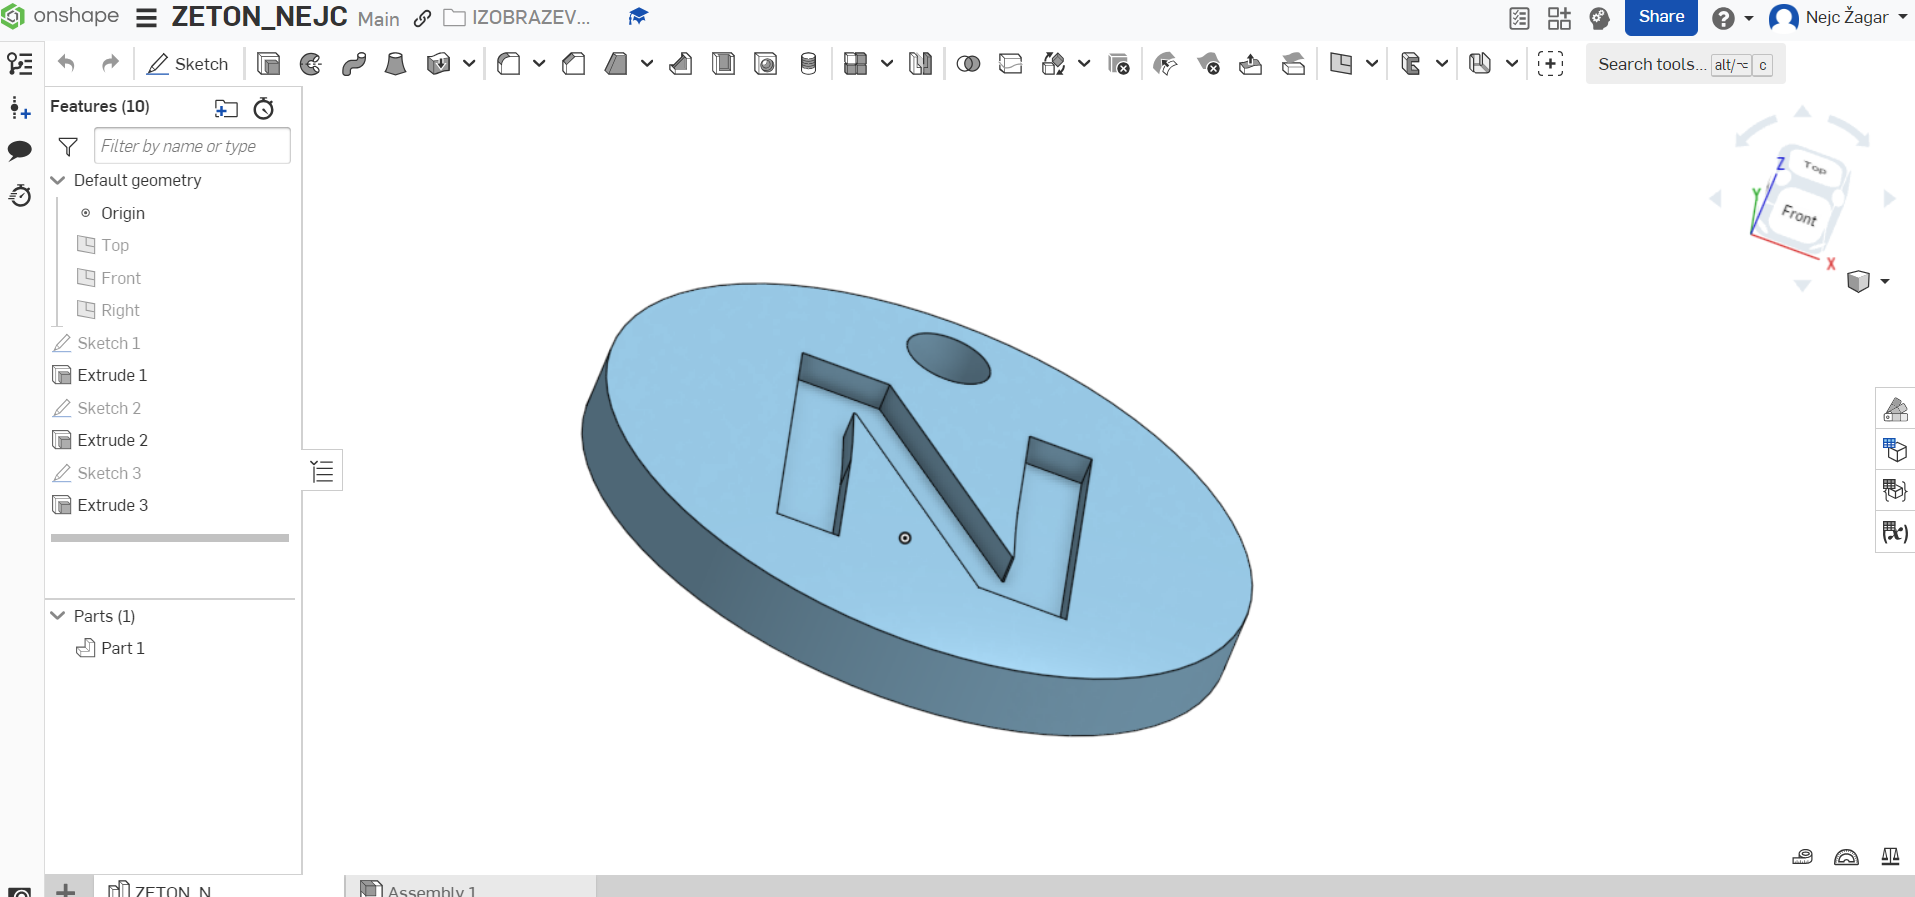 onshape ZETON_NEJC Main IZOBRAZEV... Share Nejc Žagar
Sketch Search tools... alt/⌥ c
Features (10)
Filter by name or type
Default geometry
Origin
Top
Front
Right
Sketch 1
Extrude 1
Sketch 2
Extrude 2
Sketch 3
Extrude 3
Parts (1)
Part 1
Z Top
Y Front
X
N
ZETON_N
Assembly 1